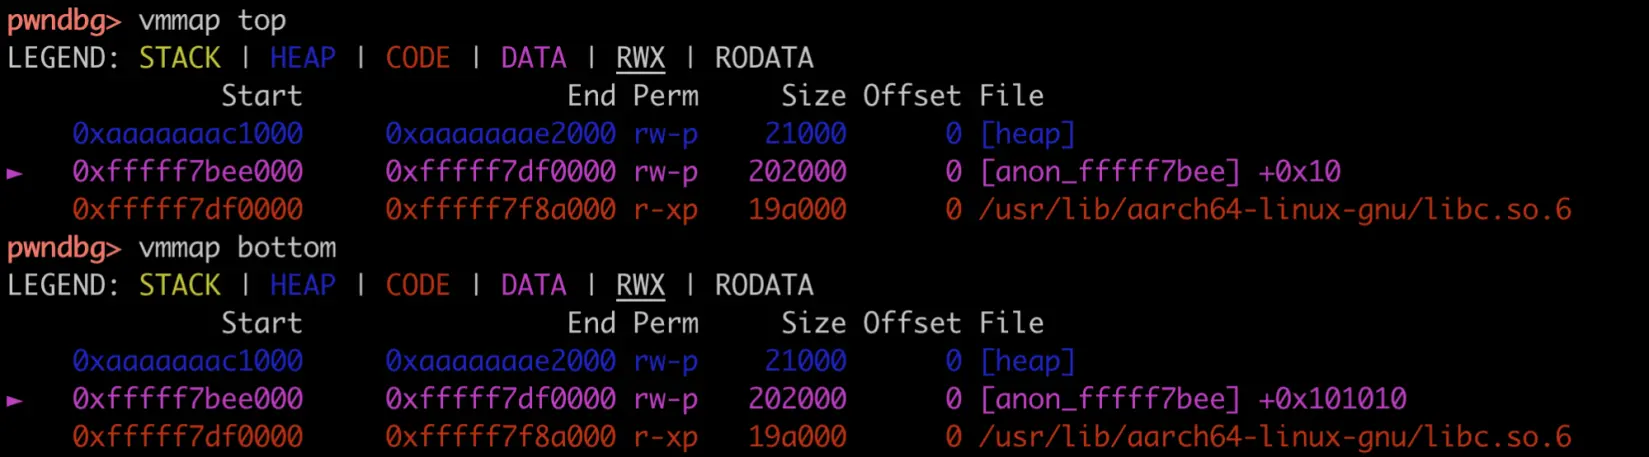 pwndbg> vmmap top
LEGEND: STACK | HEAP | CODE | DATA | RWX | RODATA
Start End Perm Size Offset File
0xaaaaaaac1000 0xaaaaaaae2000 rw-p 21000 0 [heap]
► 0xfffff7bee000 0xfffff7df0000 rw-p 202000 0 [anon_fffff7bee] +0x10
0xfffff7df0000 0xfffff7f8a000 r-xp 19a000 0 /usr/lib/aarch64-linux-gnu/libc.so.6
pwndbg> vmmap bottom
LEGEND: STACK | HEAP | CODE | DATA | RWX | RODATA
Start End Perm Size Offset File
0xaaaaaaac1000 0xaaaaaaae2000 rw-p 21000 0 [heap]
► 0xfffff7bee000 0xfffff7df0000 rw-p 202000 0 [anon_fffff7bee] +0x101010
0xfffff7df0000 0xfffff7f8a000 r-xp 19a000 0 /usr/lib/aarch64-linux-gnu/libc.so.6